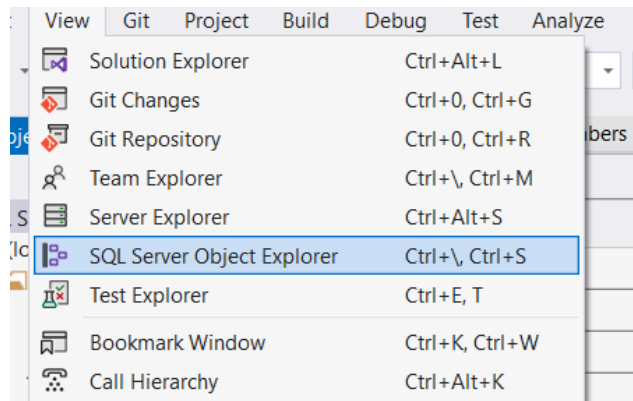 View Git Project Build Debug Test Analyze
Solution Explorer Ctrl+Alt+L
Git Changes Ctrl+0, Ctrl+G
Git Repository Ctrl+0, Ctrl+R
Team Explorer Ctrl+\, Ctrl+M
Server Explorer Ctrl+Alt+S
SQL Server Object Explorer Ctrl+\, Ctrl+S
Test Explorer Ctrl+E, T
Bookmark Window Ctrl+K, Ctrl+W
Call Hierarchy Ctrl+Alt+K